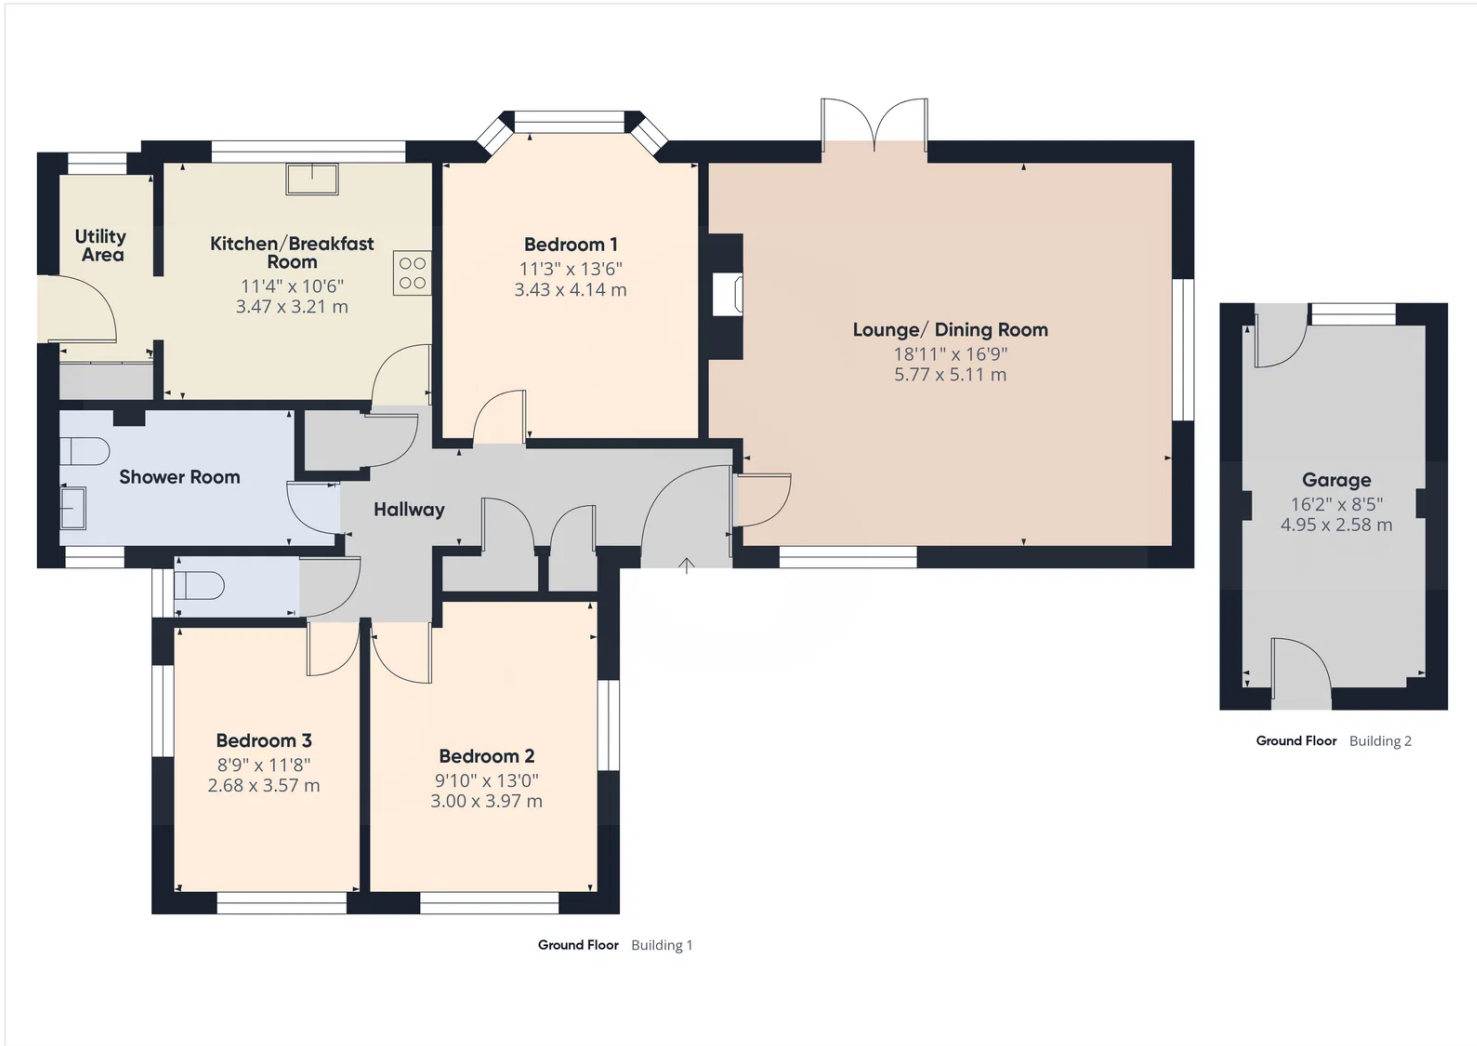 Utility
Area
Kitchen/Breakfast
Room
11'4" x 10'6"
3.47 x 3.21 m
Bedroom 1
11'3" x 13'6"
3.43 x 4.14 m
Lounge/ Dining Room
18'11" x 16'9"
5.77 x 5.11 m
Shower Room
Hallway
Garage
16'2" x 8'5"
4.95 x 2.58 m
Bedroom 3
8'9" x 11'8"
2.68 x 3.57 m
Bedroom 2
9'10" x 13'0"
3.00 x 3.97 m
Ground Floor Building 2
Ground Floor Building 1